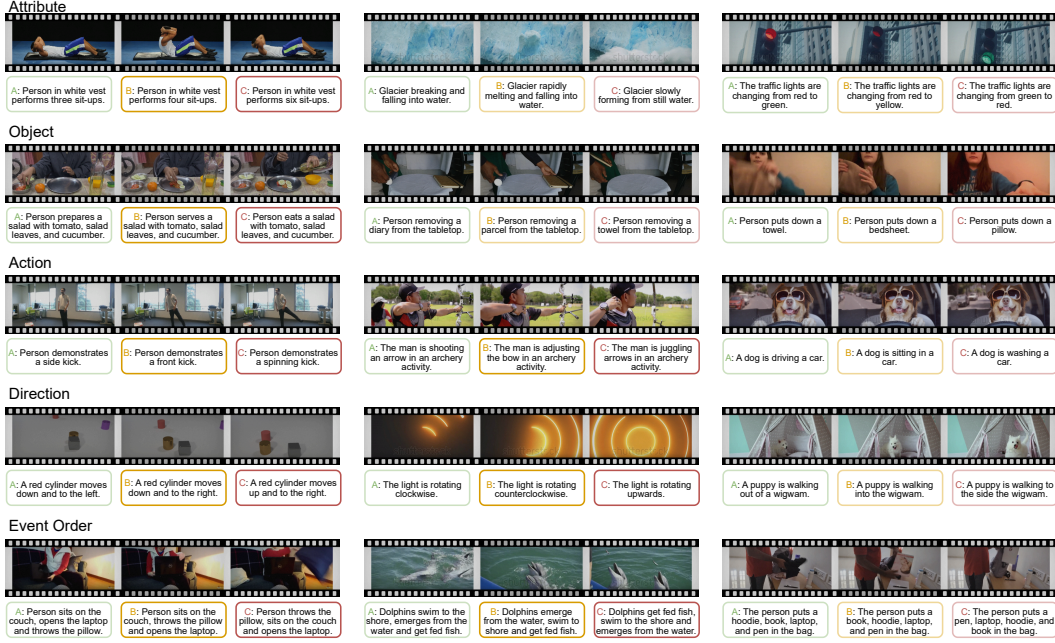 Attribute
A: Person in white vest
performs three sit-ups.
B: Person in white vest
performs four sit-ups.
C: Person in white vest
performs six sit-ups.
A: Glacier breaking and
falling into water.
B: Glacier rapidly
melting and falling into
water.
C: Glacier slowly
forming from still water.
A: The traffic lights are
changing from red to
green.
B: The traffic lights are
changing from red to
yellow.
C: The traffic lights are
changing from green to
red.
Object
A: Person prepares a
salad with tomato, salad
leaves, and cucumber.
B: Person serves a
salad with tomato, salad
leaves, and cucumber.
C: Person eats a salad
with tomato, salad
leaves, and cucumber.
A: Person removing a
diary from the tabletop.
B: Person removing a
parcel from the tabletop.
C: Person removing a
towel from the tabletop.
A: Person puts down a
towel.
B: Person puts down a
bedsheet.
C: Person puts down a
pillow.
Action
A: Person demonstrates
a side kick.
B: Person demonstrates
a front kick.
C: Person demonstrates
a spinning kick.
A: The man is shooting
an arrow in an archery
activity.
B: The man is adjusting
the bow in an archery
activity.
C: The man is juggling
arrows in an archery
activity.
A: A dog is driving a car.
B: A dog is sitting in a
car.
C: A dog is washing a
car.
Direction
A: A red cylinder moves
down and to the left.
B: A red cylinder moves
down and to the right.
C: A red cylinder moves
up and to the right.
A: The light is rotating
clockwise.
B: The light is rotating
counterclockwise.
C: The light is rotating
upwards.
A: A puppy is walking
out of a wigwam.
B: A puppy is walking
into the wigwam.
C: A puppy is walking to
the side the wigwam.
Event Order
A: Person sits on the
couch, opens the laptop
and throws the pillow.
B: Person sits on the
couch, throws the pillow
and opens the laptop.
C: Person throws the
pillow, sits on the couch
and opens the laptop.
A: Dolphins swim to the
shore, emerges from the
water and get fed fish.
B: Dolphins emerge
from the water, swim to
shore and get fed fish.
C: Dolphins get fed fish,
swim to the shore and
emerges from the water.
A: The person puts a
hoodie, book, laptop,
and pen in the bag.
B: The person puts a
book, hoodie, laptop,
and pen in the bag.
C: The person puts a
pen, laptop, hoodie, and
book in the bag.